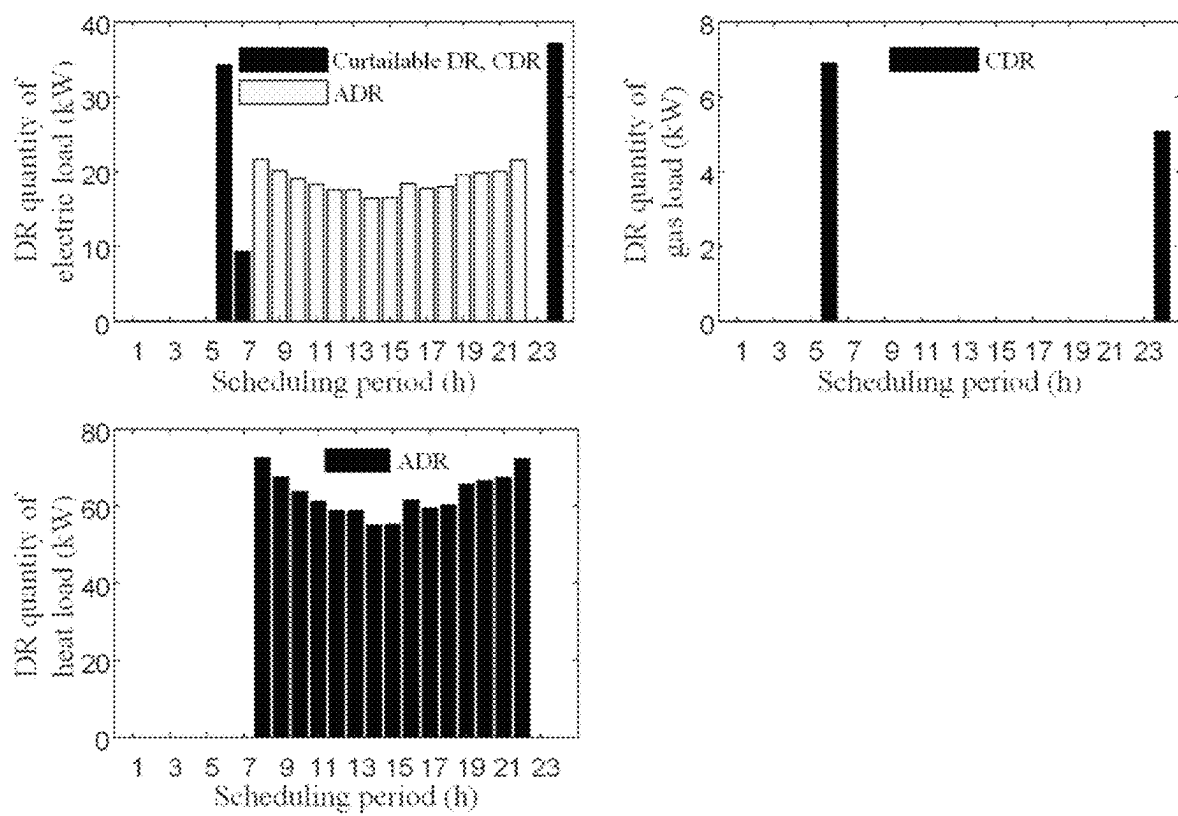 DR quantity of
electric load (kW)
40
30
20
10
0
Curtailable DR, CDR
ADR
1 3 5 7 9 11 13 15 17 19 21 23
Scheduling period (h)
DR quantity of
gas load (kW)
8
6
4
2
0
CDR
1 3 5 7 9 11 13 15 17 19 21 23
Scheduling period (h)
DR quantity of
heat load (kW)
80
60
40
20
0
ADR
1 3 5 7 9 11 13 15 17 19 21 23
Scheduling period (h)